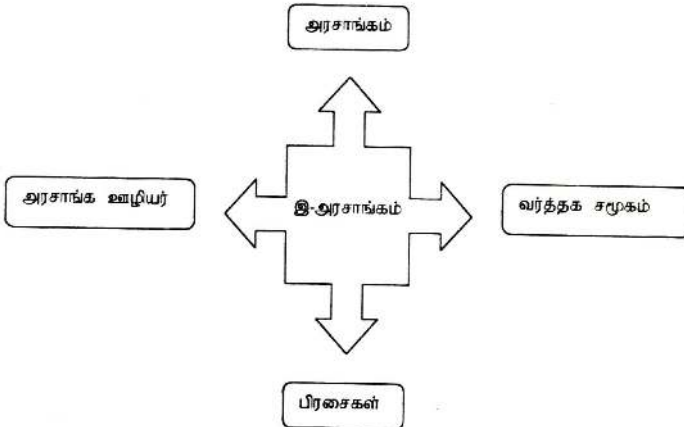 அரசாங்கம்
அரசாங்க ஊழியர்
இ-அரசாங்கம்
வர்த்தக சமூகம்
பிரசைகள்